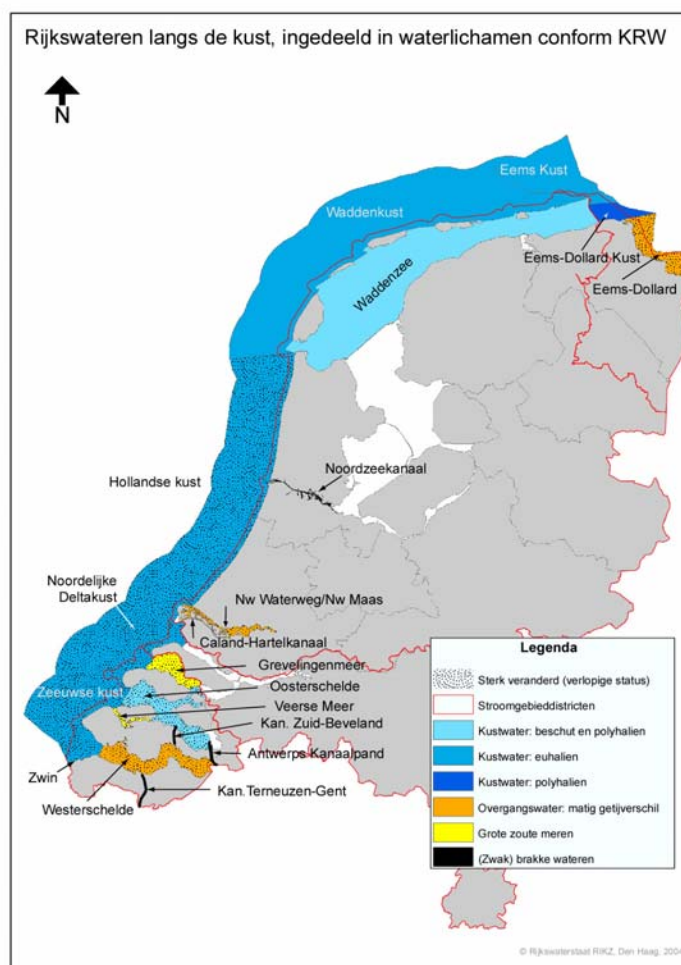 Rijkswateren langs de kust, ingedeeld in waterlichamen conform KRW
N
Eems Kust
Waddenkust
Eems-Dollard Kust
Waddenzee
Eems-Dollard
Noordzeekanaal
Hollandse kust
Noordelijke
Deltakust
Nw Waterweg/Nw Maas
Caland-Hartelkanaal
Grevelingenmeer
Zeeuwse kust
Oosterschelde
Veerse Meer
Kan. Zuid-Beveland
Antwerps Kanaalpand
Zwin
Kan.Terneuzen-Gent
Westerschelde
Legenda
Sterk veranderd (verlopige status)
Stroomgebieddistricten
Kustwater: beschut en polyhalien
Kustwater: euhalien
Kustwater: polyhalien
Overgangswater: matig getijverschil
Grote zoute meren
(Zwak) brakke wateren
© Rijkswaterstaat RIKZ, Den Haag, 2004